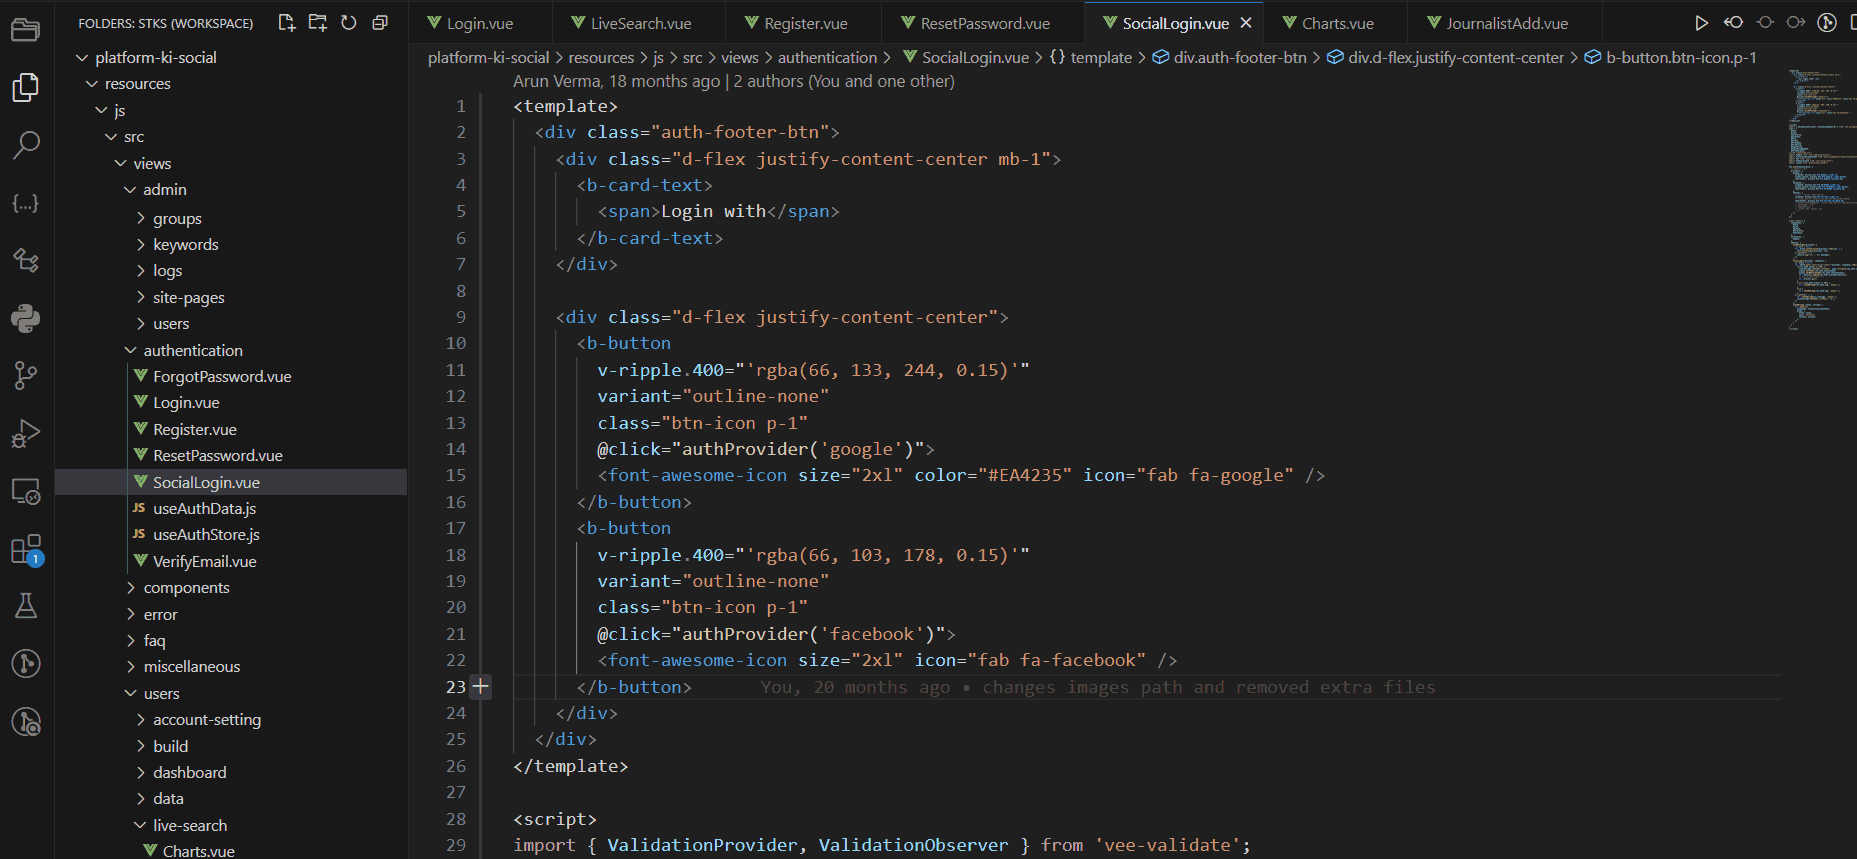 FOLDERS: STKS (WORKSPACE)
platform-ki-social
resources
js
src
views
admin
groups
keywords
logs
site-pages
users
authentication
ForgotPassword.vue
Login.vue
Register.vue
ResetPassword.vue
SocialLogin.vue
JS useAuthData.js
JS useAuthStore.js
VerifyEmail.vue
components
error
faq
miscellaneous
users
account-setting
build
dashboard
data
live-search
Charts.vue
1
Login.vue LiveSearch.vue Register.vue ResetPassword.vue SocialLogin.vue Charts.vue JournalistAdd.vue
platform-ki-social > resources > js > src > views > authentication > SocialLogin.vue > {} template > div.auth-footer-btn > div.d-flex.justify-content-center > b-button.btn-icon.p-1
Arun Verma, 18 months ago | 2 authors (You and one other)
1 <template>
2 <div class="auth-footer-btn">
3 <div class="d-flex justify-content-center mb-1">
4 <b-card-text>
5 <span>Login with</span>
6 </b-card-text>
7 </div>
8
9 <div class="d-flex justify-content-center">
10 <b-button
11 v-ripple.400="'rgba(66, 133, 244, 0.15)'"
12 variant="outline-none"
13 class="btn-icon p-1"
14 @click="authProvider('google')">
15 <font-awesome-icon size="2xl" color="#EA4235" icon="fab fa-google" />
16 </b-button>
17 <b-button
18 v-ripple.400="'rgba(66, 103, 178, 0.15)'"
19 variant="outline-none"
20 class="btn-icon p-1"
21 @click="authProvider('facebook')">
22 <font-awesome-icon size="2xl" icon="fab fa-facebook" />
23 </b-button> You, 20 months ago • changes images path and removed extra files
24 </div>
25 </div>
26 </template>
27
28 <script>
29 import { ValidationProvider, ValidationObserver } from 'vee-validate';